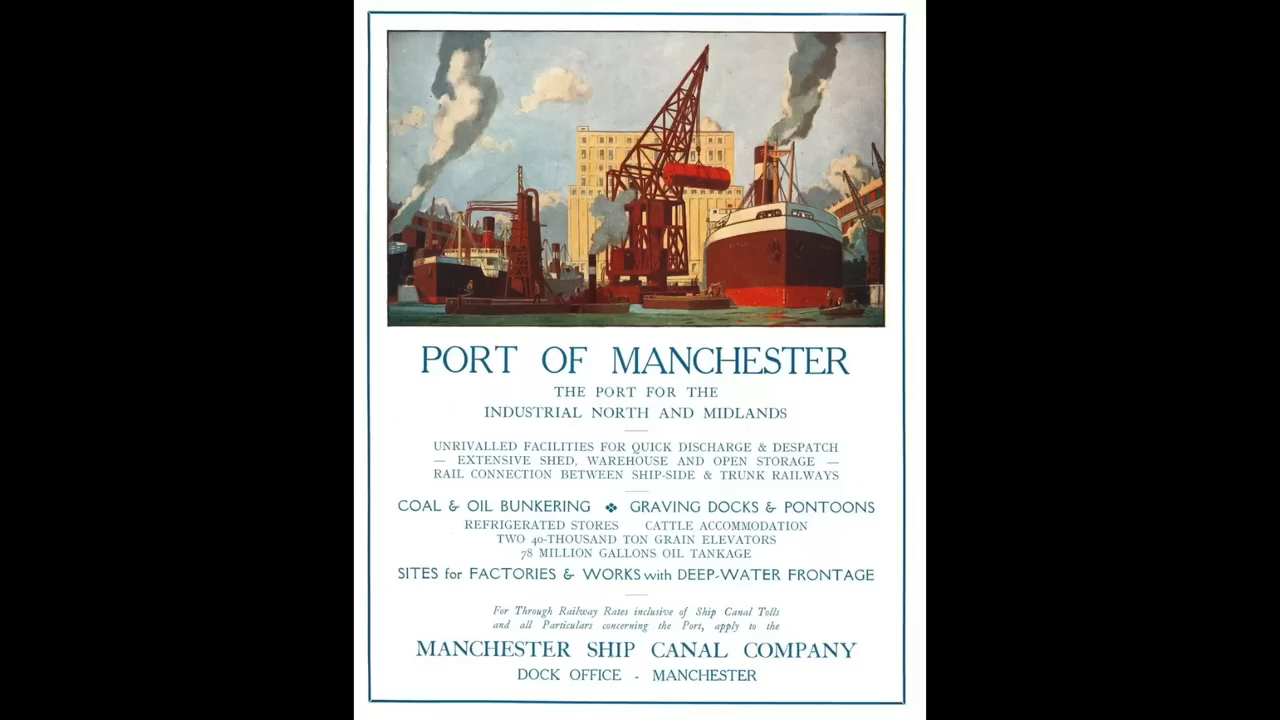 PORT OF MANCHESTER
THE PORT FOR THE
INDUSTRIAL NORTH AND MIDLANDS
UNRIVALLED FACILITIES FOR QUICK DISCHARGE & DESPATCH
— EXTENSIVE SHED, WAREHOUSE AND OPEN STORAGE —
RAIL CONNECTION BETWEEN SHIP-SIDE & TRUNK RAILWAYS
COAL & OIL BUNKERING ❖ GRAVING DOCKS & PONTOONS
REFRIGERATED STORES CATTLE ACCOMMODATION
TWO 40-THOUSAND TON GRAIN ELEVATORS
78 MILLION GALLONS OIL TANKAGE
SITES for FACTORIES & WORKS with DEEP-WATER FRONTAGE
For Through Railway Rates inclusive of Ship Canal Tolls
and all Particulars concerning the Port, apply to the
MANCHESTER SHIP CANAL COMPANY
DOCK OFFICE - MANCHESTER